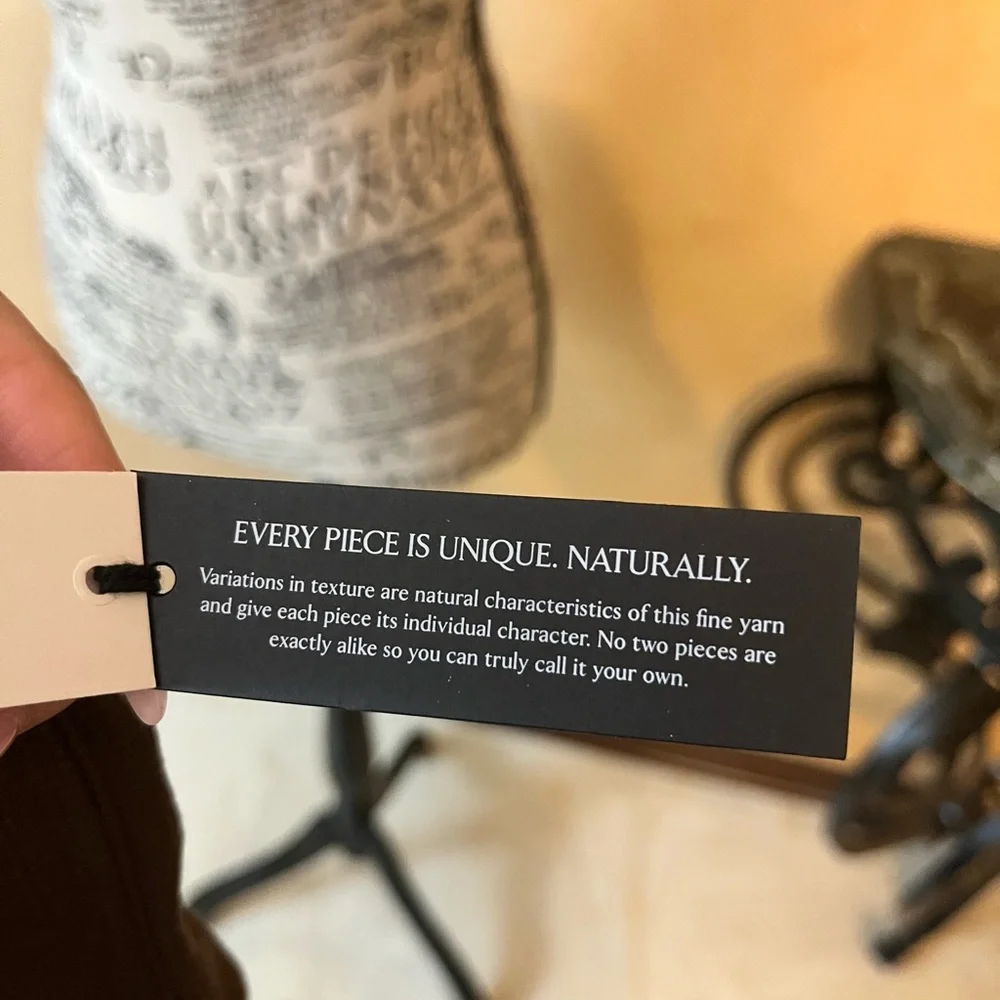 EVERY PIECE IS UNIQUE. NATURALLY.
Variations in texture are natural characteristics of this fine yarn
and give each piece its individual character. No two pieces are
exactly alike so you can truly call it your own.